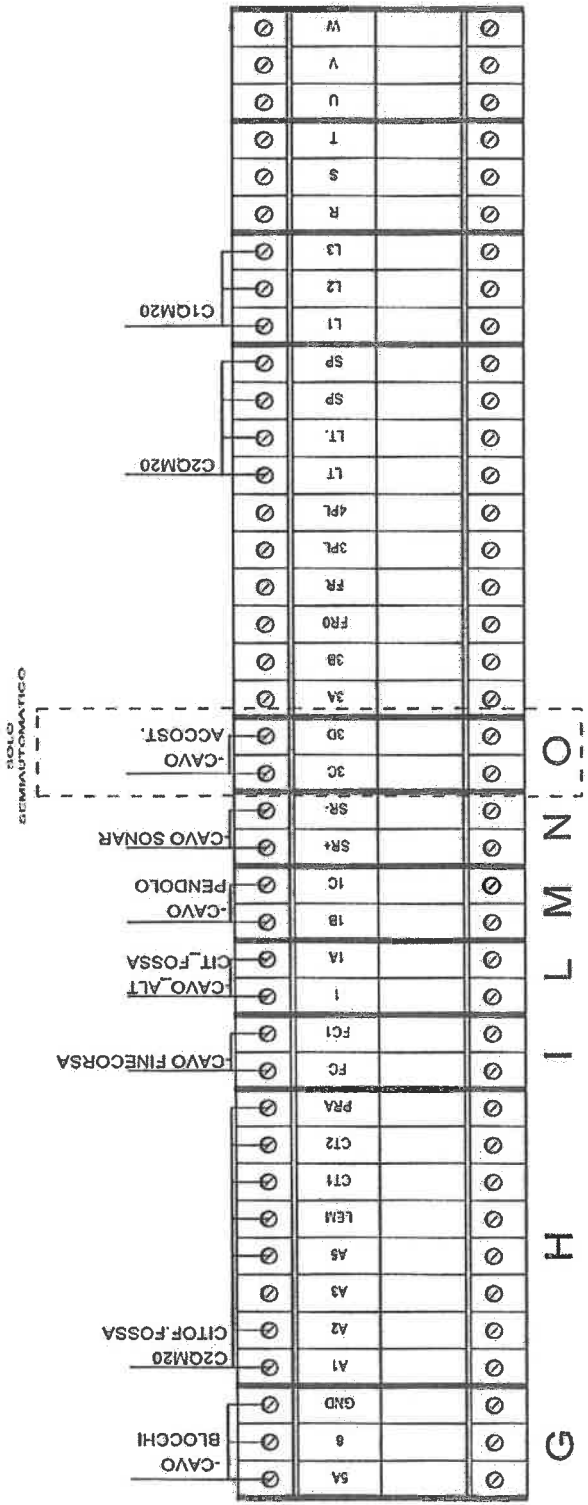 G
5A
8
GND
-CAVO
BLOCCHI
H
A1
A2
A3
A5
LEM
CT1
CT2
PRA
C2QM20
CITOF.FOSSA
I
FC
FC1
-CAVO FINECORSA
L
1
1A
-CAVO_ALT
CIT_FOSSA
M
1B
1C
-CAVO
PENDOLO
N
SR+
SR-
-CAVO SONAR
O
3C
3D
-CAVO
ACCOST.
SOLO
SEMIAUTOMATICO
3A
3B
FR0
FR
3PL
4PL
LT
LT.
SP
SP
C2QM20
L1
L2
L3
C1QM20
R
S
T
U
V
W